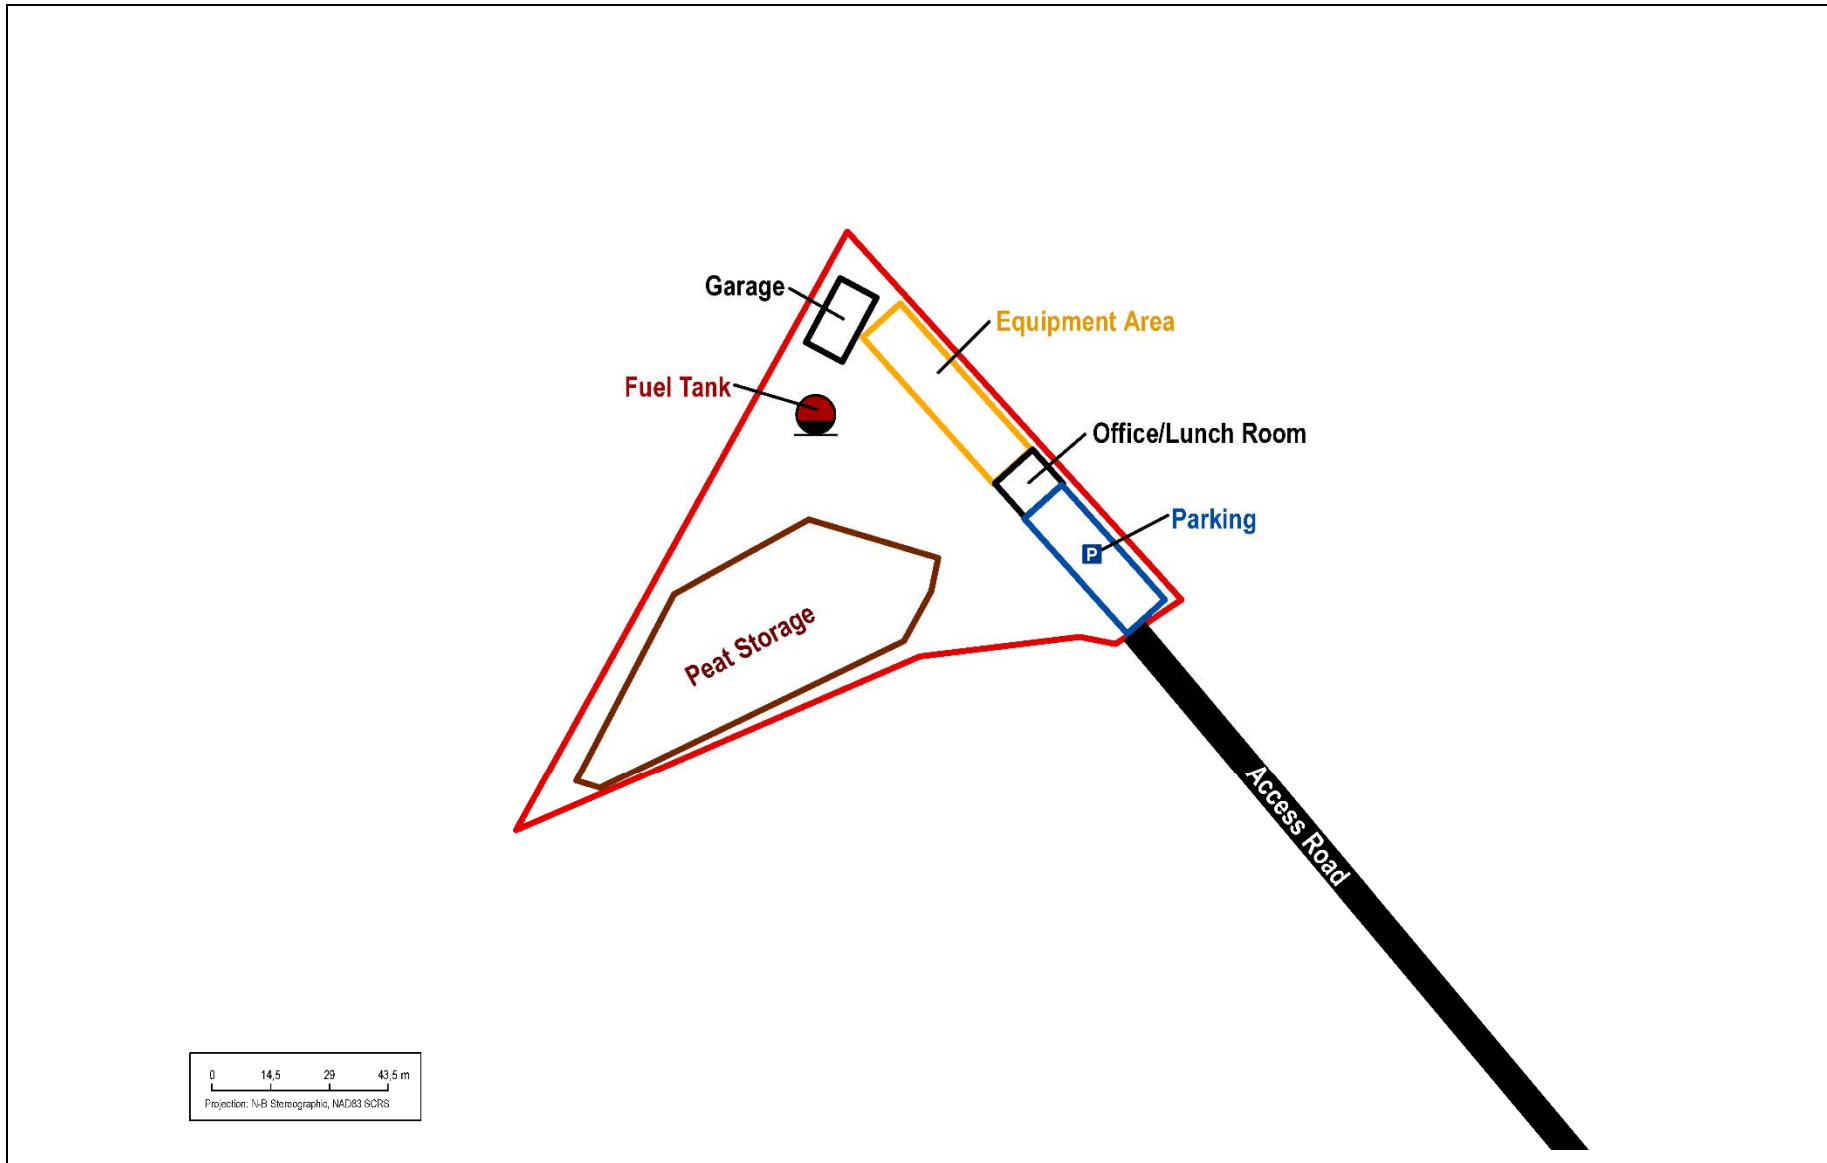 Garage
Equipment Area
Fuel Tank
Office/Lunch Room
Parking
P
Peat Storage
Access Road
0 14,5 29 43,5 m
Projection: N-B Stereographic, NAD83 SCRS